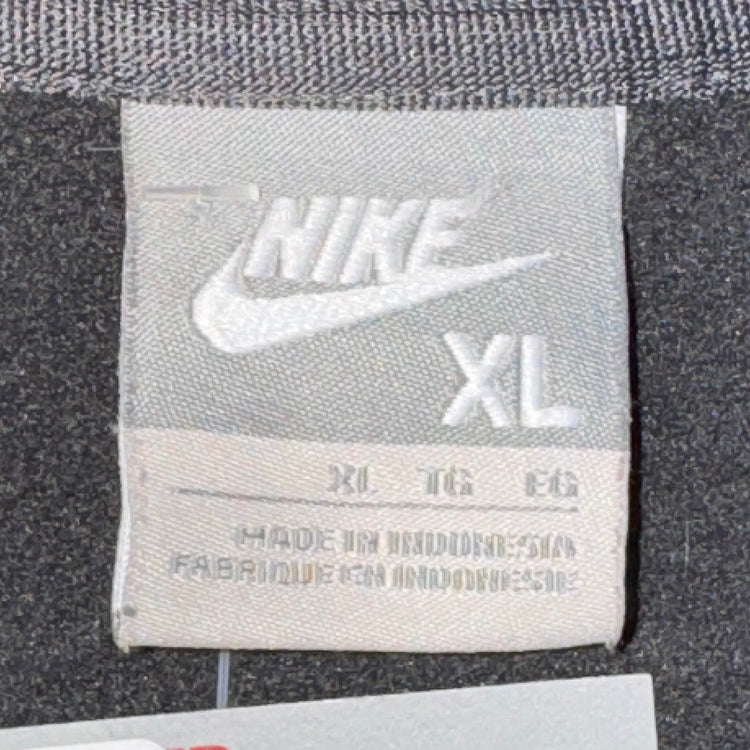 NIKE
XL
XL TG EG
MADE IN INDONESIA
FABRIQUE EN INDONESIE